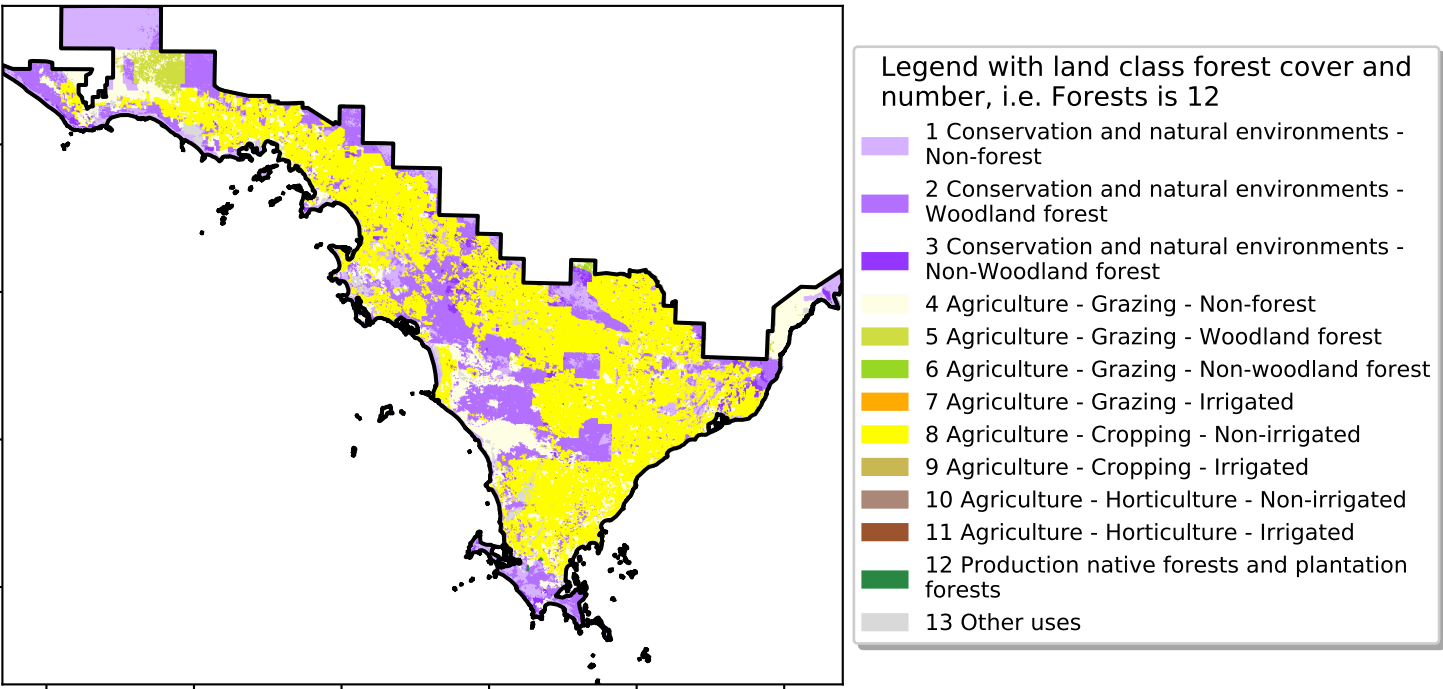 Legend with land class forest cover and
number, i.e. Forests is 12
1 Conservation and natural environments -
Non-forest
2 Conservation and natural environments -
Woodland forest
3 Conservation and natural environments -
Non-Woodland forest
4 Agriculture - Grazing - Non-forest
5 Agriculture - Grazing - Woodland forest
6 Agriculture - Grazing - Non-woodland forest
7 Agriculture - Grazing - Irrigated
8 Agriculture - Cropping - Non-irrigated
9 Agriculture - Cropping - Irrigated
10 Agriculture - Horticulture - Non-irrigated
11 Agriculture - Horticulture - Irrigated
12 Production native forests and plantation
forests
13 Other uses